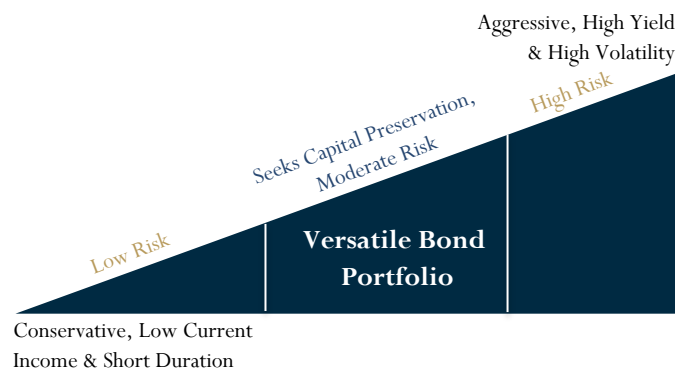 Aggressive, High Yield
& High Volatility
High Risk
Seeks Capital Preservation,
Moderate Risk
Low Risk
Versatile Bond
Portfolio
Conservative, Low Current
Income & Short Duration